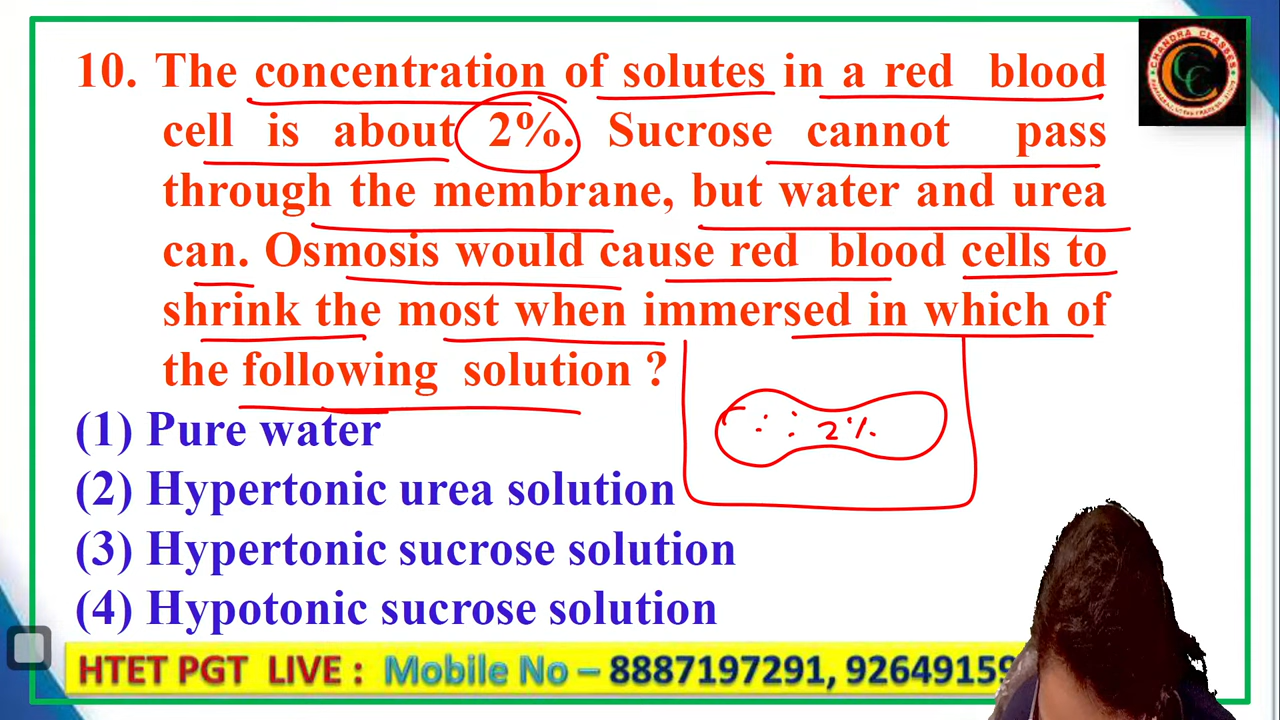 10. The concentration of solutes in a red blood
cell is about 2%. Sucrose cannot pass
through the membrane, but water and urea
can. Osmosis would cause red blood cells to
shrink the most when immersed in which of
the following solution ?
2%
(1) Pure water
(2) Hypertonic urea solution
(3) Hypertonic sucrose solution
(4) Hypotonic sucrose solution
HTET PGT LIVE : Mobile No – 8887197291, 92649159
CHANDRA CLASSES